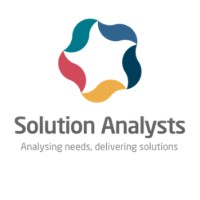 Solution Analysts
Analysing needs, delivering solutions